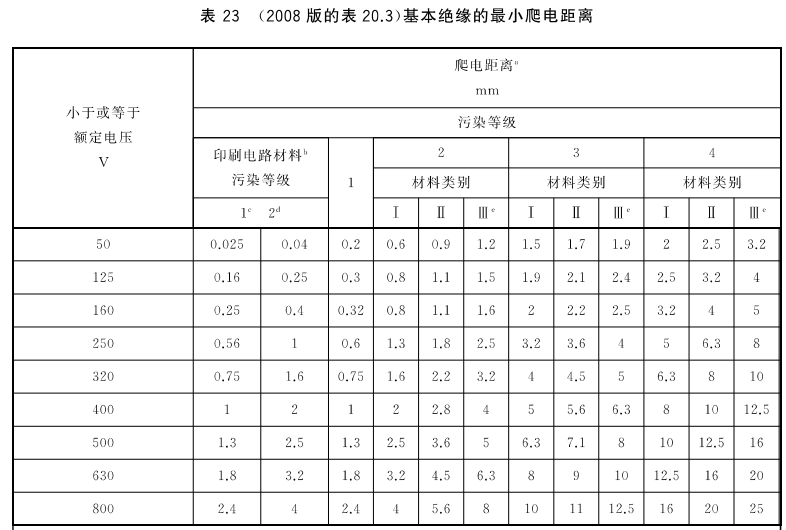 表 23 （2008 版的表 20.3）基本绝缘的最小爬电距离
小于或等于
额定电压
V
爬电距离ᵃ
mm
污染等级
印刷电路材料ᵇ
污染等级
1 2 3 4
材料类别 材料类别 材料类别
1ᶜ 2ᵈ Ⅰ Ⅱ Ⅲᵉ Ⅰ Ⅱ Ⅲᵉ Ⅰ Ⅱ Ⅲᵉ
50 0.025 0.04 0.2 0.6 0.9 1.2 1.5 1.7 1.9 2 2.5 3.2
125 0.16 0.25 0.3 0.8 1.1 1.5 1.9 2.1 2.4 2.5 3.2 4
160 0.25 0.4 0.32 0.8 1.1 1.6 2 2.2 2.5 3.2 4 5
250 0.56 1 0.6 1.3 1.8 2.5 3.2 3.6 4 5 6.3 8
320 0.75 1.6 0.75 1.6 2.2 3.2 4 4.5 5 6.3 8 10
400 1 2 1 2 2.8 4 5 5.6 6.3 8 10 12.5
500 1.3 2.5 1.3 2.5 3.6 5 6.3 7.1 8 10 12.5 16
630 1.8 3.2 1.8 3.2 4.5 6.3 8 9 10 12.5 16 20
800 2.4 4 2.4 4 5.6 8 10 11 12.5 16 20 25